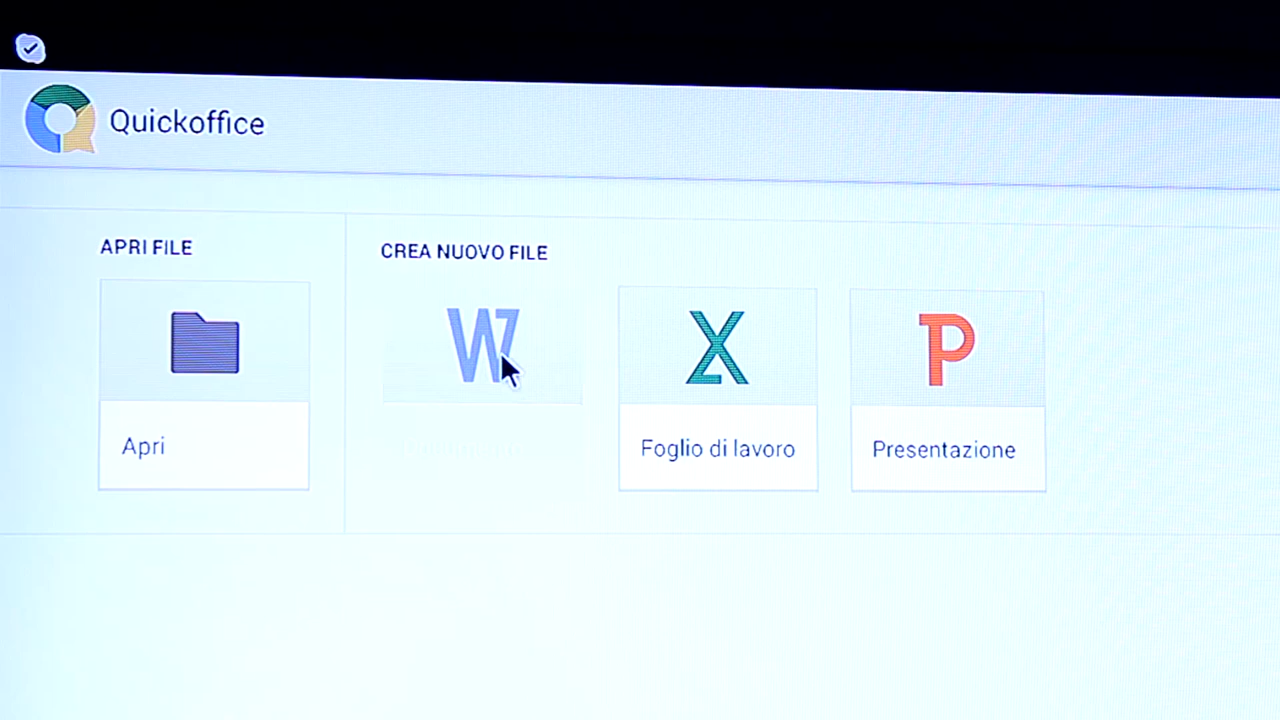 Quickoffice
APRI FILE
CREA NUOVO FILE
W
X
P
Apri
Foglio di lavoro
Presentazione